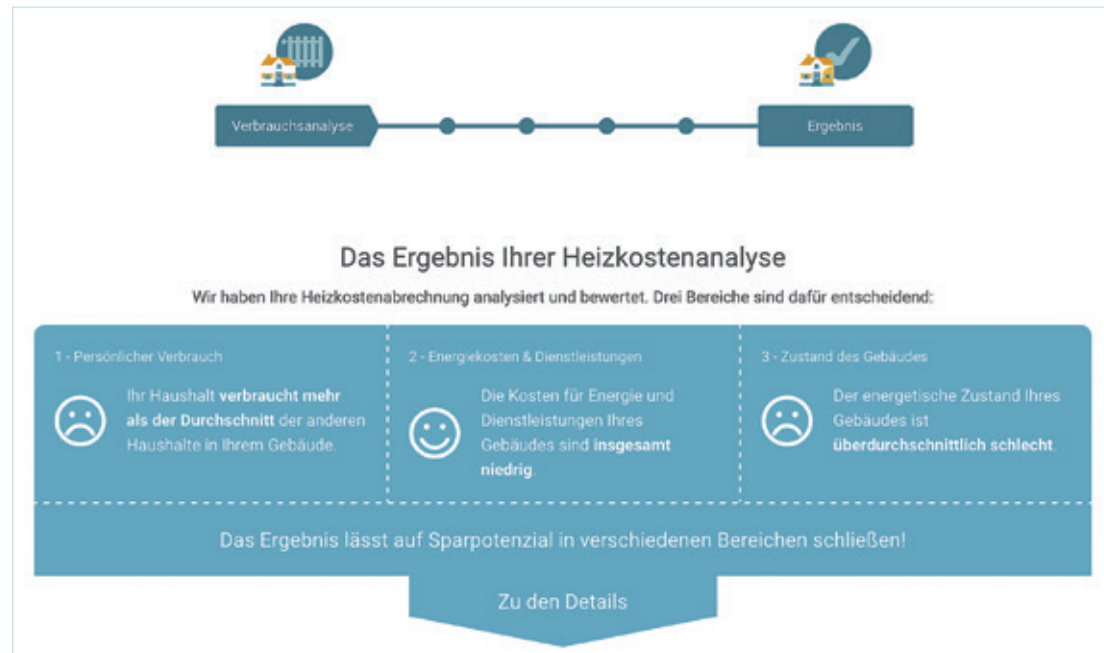 Verbrauchsanalyse
Ergebnis
Das Ergebnis Ihrer Heizkostenanalyse
Wir haben Ihre Heizkostenabrechnung analysiert und bewertet. Drei Bereiche sind dafür entscheidend:
1 - Persönlicher Verbrauch
Ihr Haushalt verbraucht mehr
als der Durchschnitt der anderen
Haushalte in Ihrem Gebäude.
2 - Energiekosten & Dienstleistungen
Die Kosten für Energie und
Dienstleistungen Ihres
Gebäudes sind insgesamt
niedrig.
3 - Zustand des Gebäudes
Der energetische Zustand Ihres
Gebäudes ist
überdurchschnittlich schlecht.
Das Ergebnis lässt auf Sparpotenzial in verschiedenen Bereichen schließen!
Zu den Details